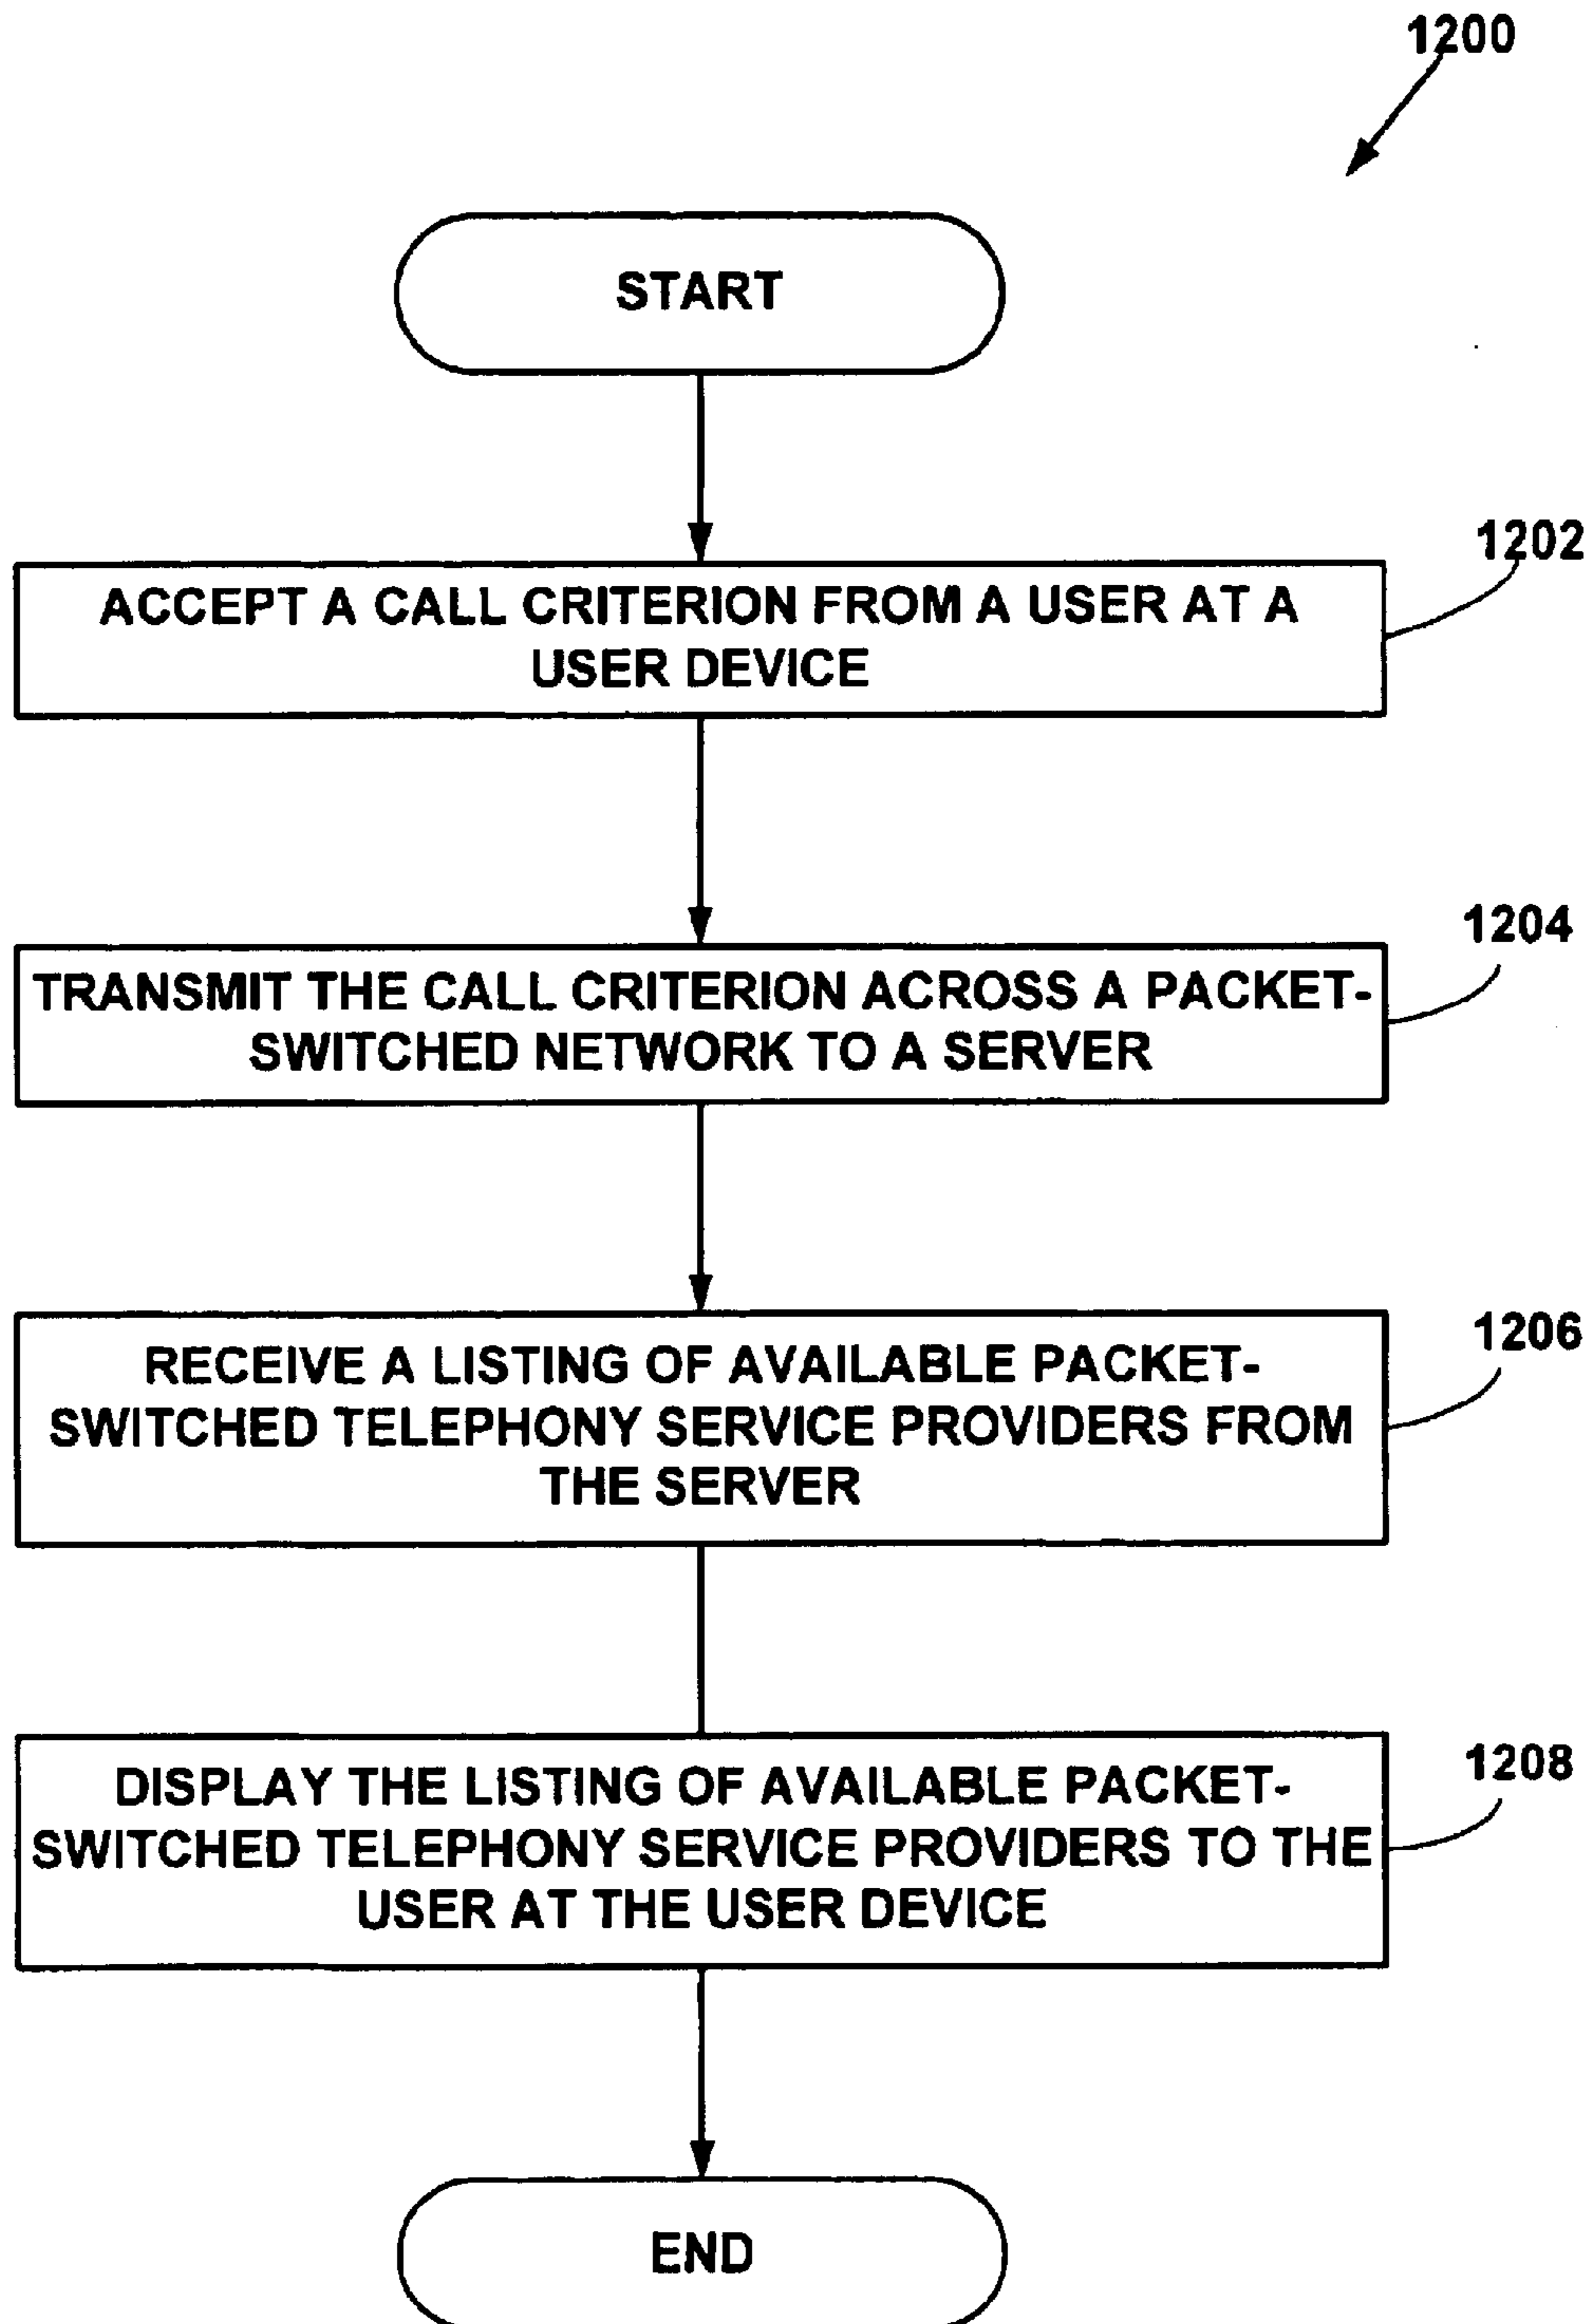 1200
START
1202
ACCEPT A CALL CRITERION FROM A USER AT A
USER DEVICE
1204
TRANSMIT THE CALL CRITERION ACROSS A PACKET-
SWITCHED NETWORK TO A SERVER
1206
RECEIVE A LISTING OF AVAILABLE PACKET-
SWITCHED TELEPHONY SERVICE PROVIDERS FROM
THE SERVER
1208
DISPLAY THE LISTING OF AVAILABLE PACKET-
SWITCHED TELEPHONY SERVICE PROVIDERS TO THE
USER AT THE USER DEVICE
END